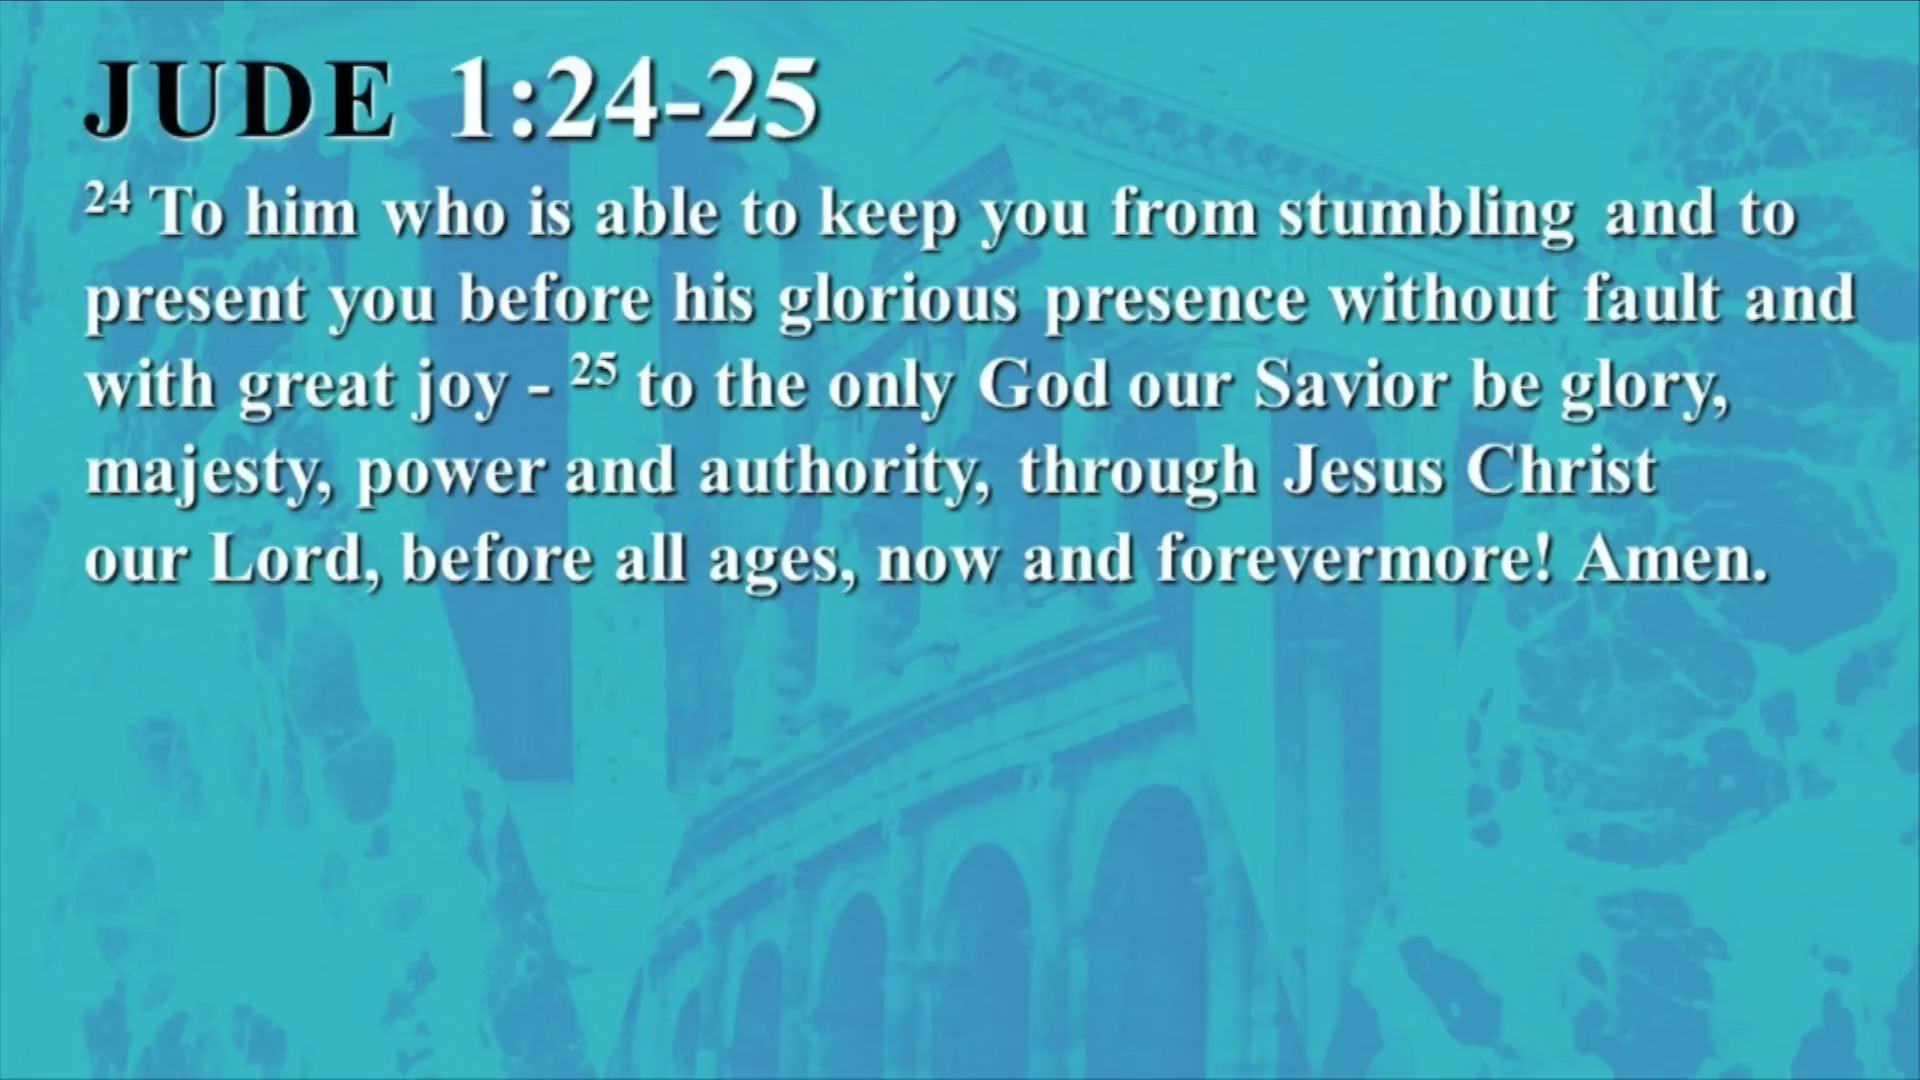 JUDE 1:24-25
24 To him who is able to keep you from stumbling and to
present you before his glorious presence without fault and
with great joy - 25 to the only God our Savior be glory,
majesty, power and authority, through Jesus Christ
our Lord, before all ages, now and forevermore! Amen.